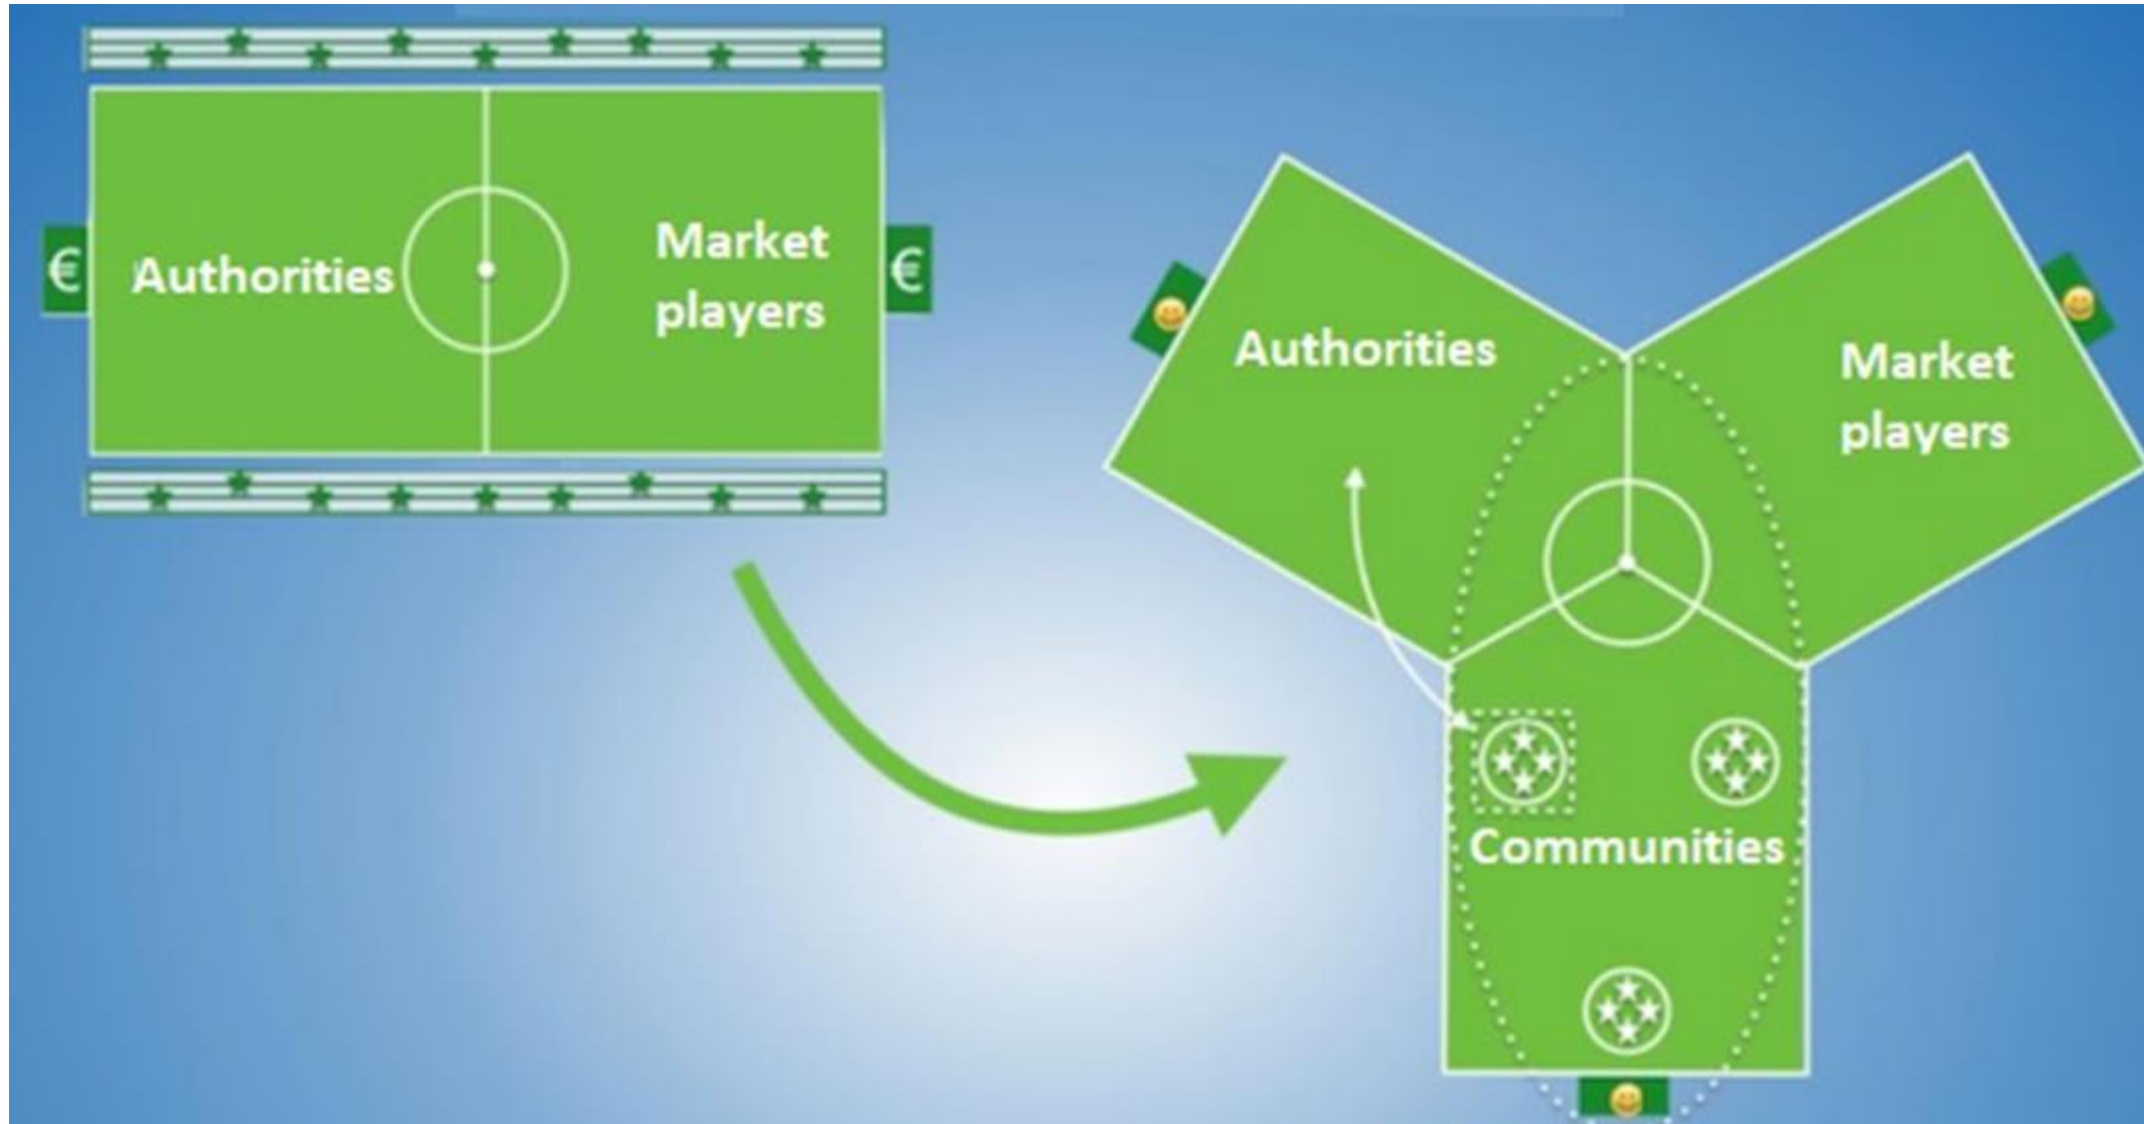 €
Authorities
Market
players
€
Authorities
Market
players
Communities